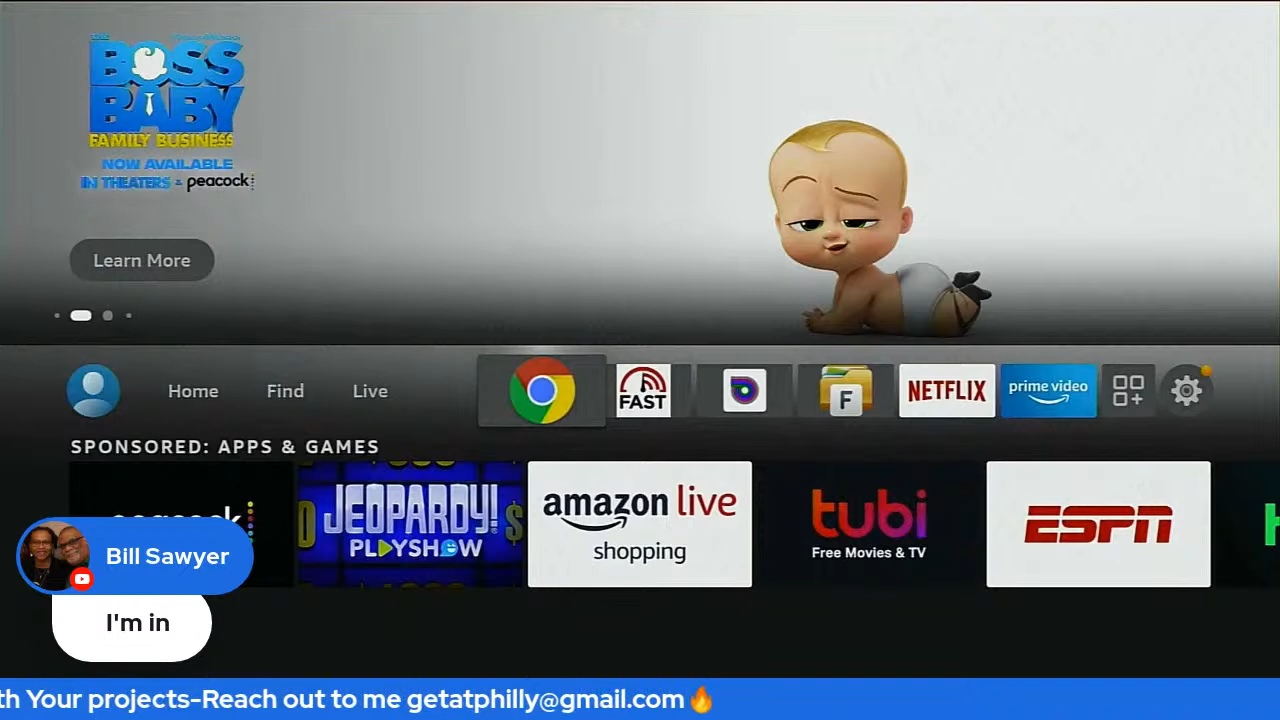 THE
BOSS
BABY
FAMILY BUSINESS
NOW AVAILABLE
IN THEATERS & peacock
Learn More
Home
Find
Live
FAST
F
NETFLIX
prime video
SPONSORED: APPS & GAMES
peacock
JEOPARDY!
PLAYSHOW
amazon live
shopping
tubi
Free Movies & TV
ESPN
Bill Sawyer
I'm in
th Your projects-Reach out to me getatphilly@gmail.com🔥